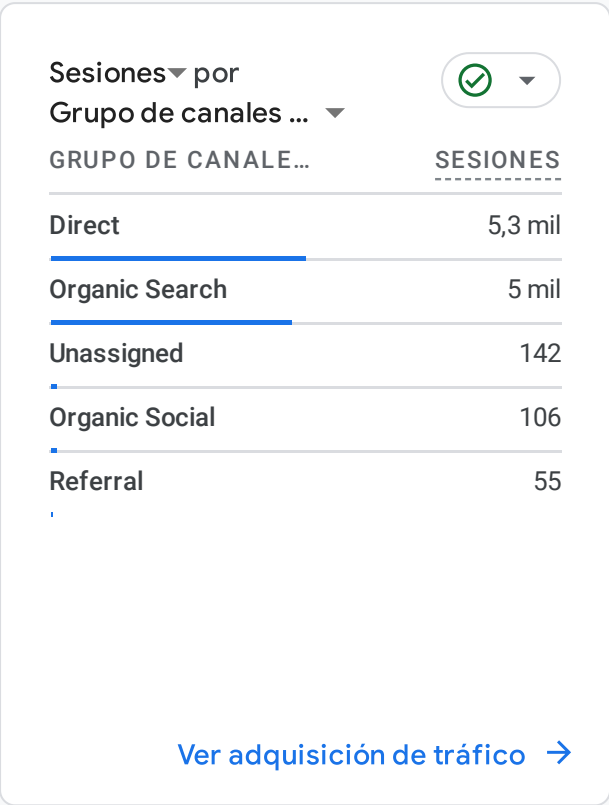 Sesiones por
Grupo de canales ...
GRUPO DE CANALE... SESIONES
Direct 5,3 mil
Organic Search 5 mil
Unassigned 142
Organic Social 106
Referral 55
Ver adquisición de tráfico →